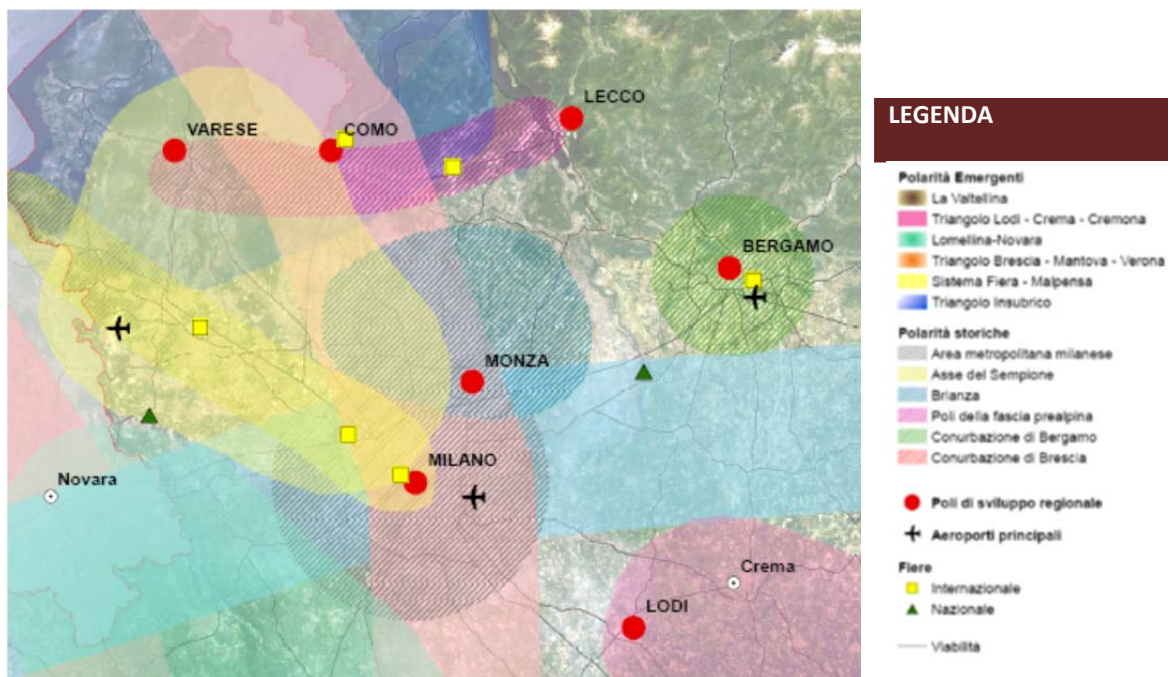 LECCO
VARESE
COMO
BERGAMO
MONZA
MILANO
Novara
Crema
LODI
LEGENDA
Polarità Emergenti
La Valtellina
Triangolo Lodi - Crema - Cremona
Lomellina-Novara
Triangolo Brescia - Mantova - Verona
Sistema Fiera - Malpensa
Triangolo Insubrico
Polarità storiche
Area metropolitana milanese
Asse del Sempione
Brianza
Poli della fascia prealpina
Conurbazione di Bergamo
Conurbazione di Brescia
Poli di sviluppo regionale
Aeroporti principali
Fiere
Internazionale
Nazionale
Viabilità